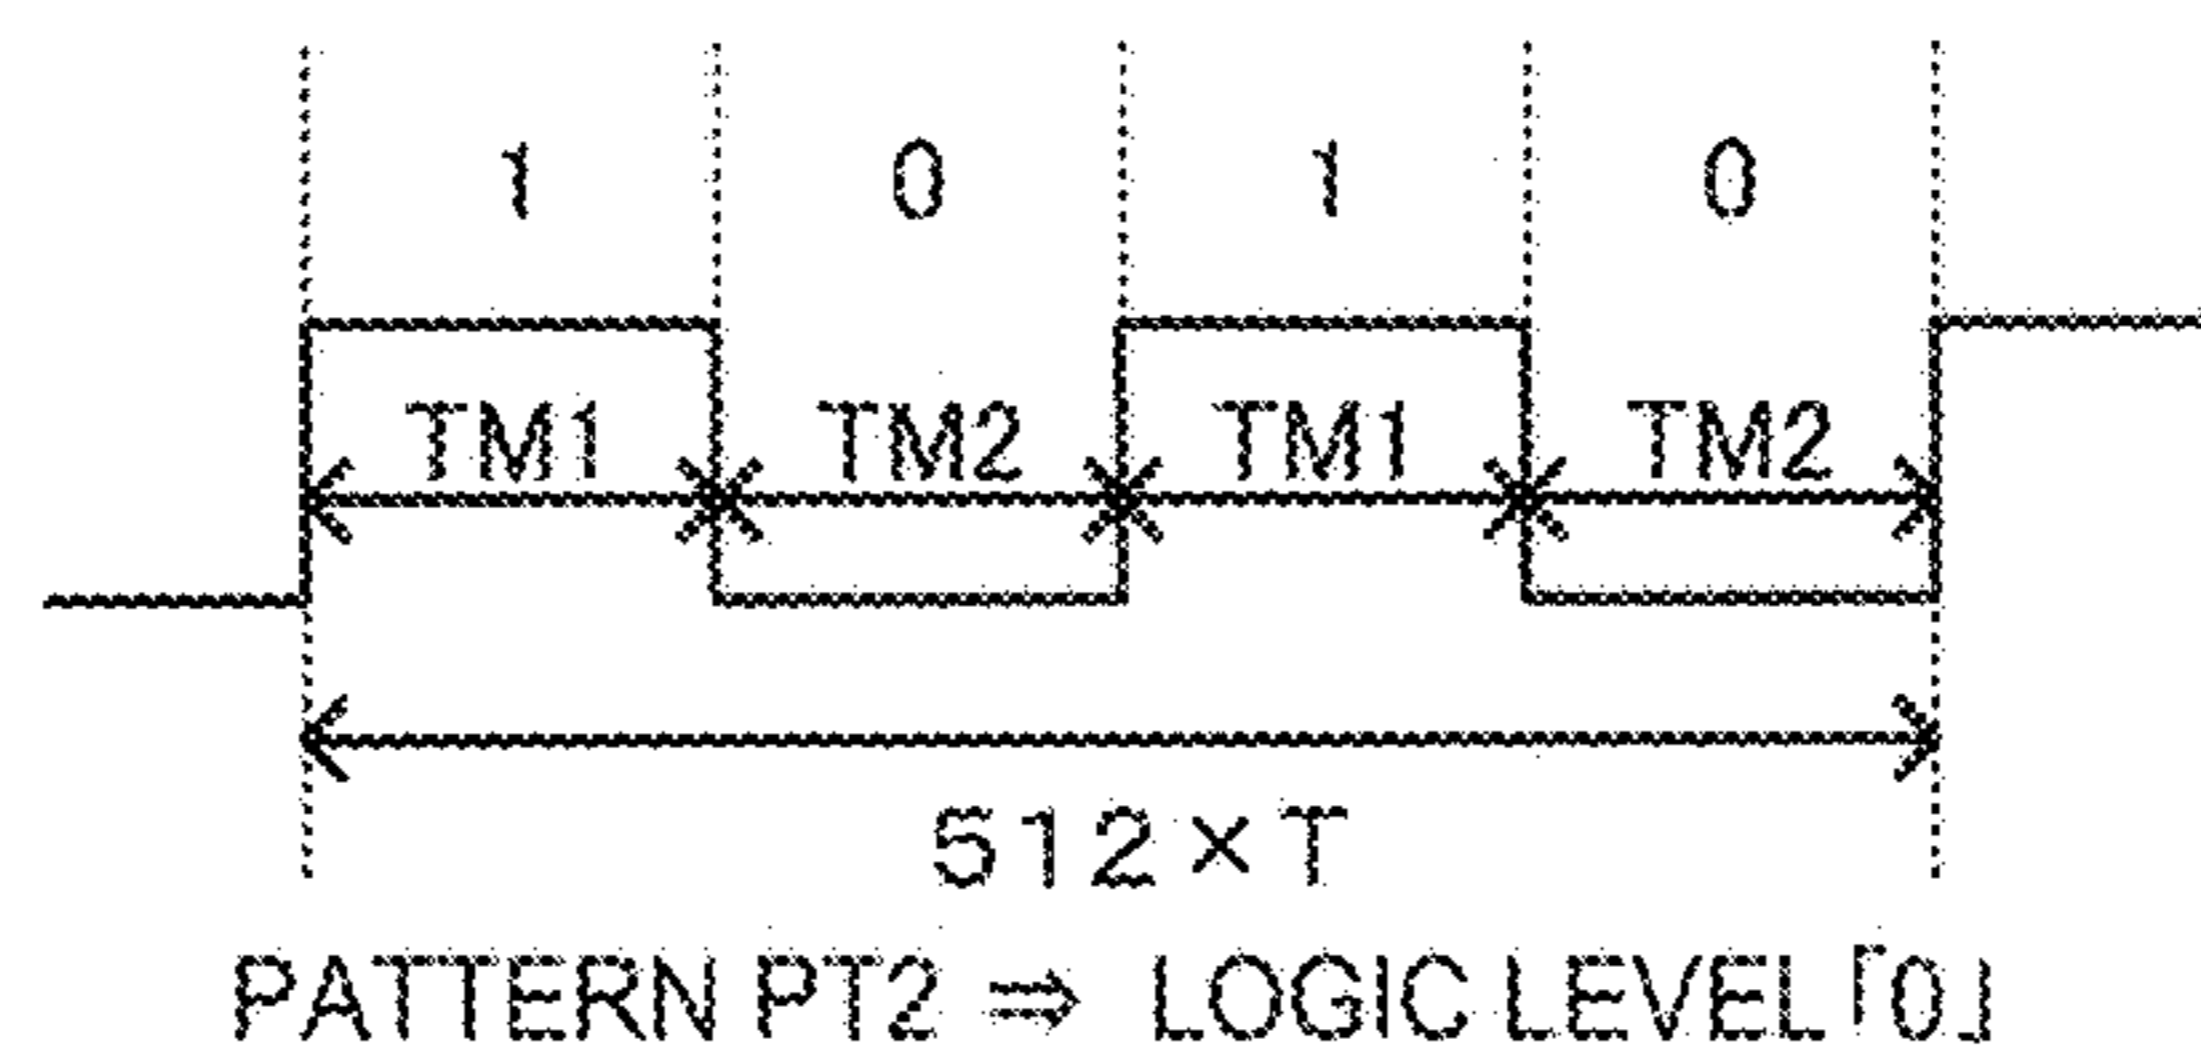 1 0 1 0
TM1 TM2 TM1 TM2
512×T
PATTERN PT2 ⇒ LOGIC LEVEL「0」